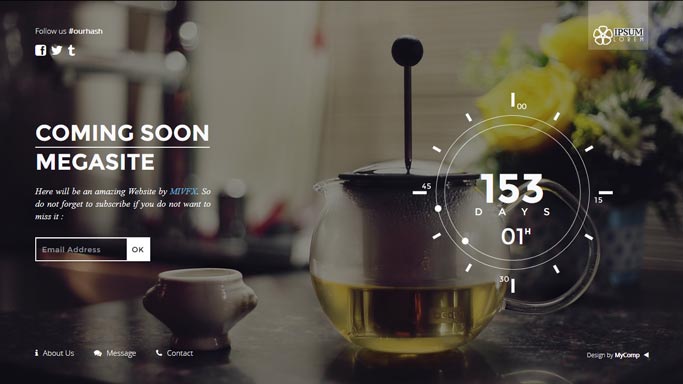 Follow us #ourhash
IPSUM
LOREM
COMING SOON
MEGASITE
Here will be an amazing Website by MIVFX. So
do not forget to subscribe if you do not want to
miss it :
Email Address
OK
00
45
15
30
153
DAYS
01H
About Us
Message
Contact
Design by MyComp